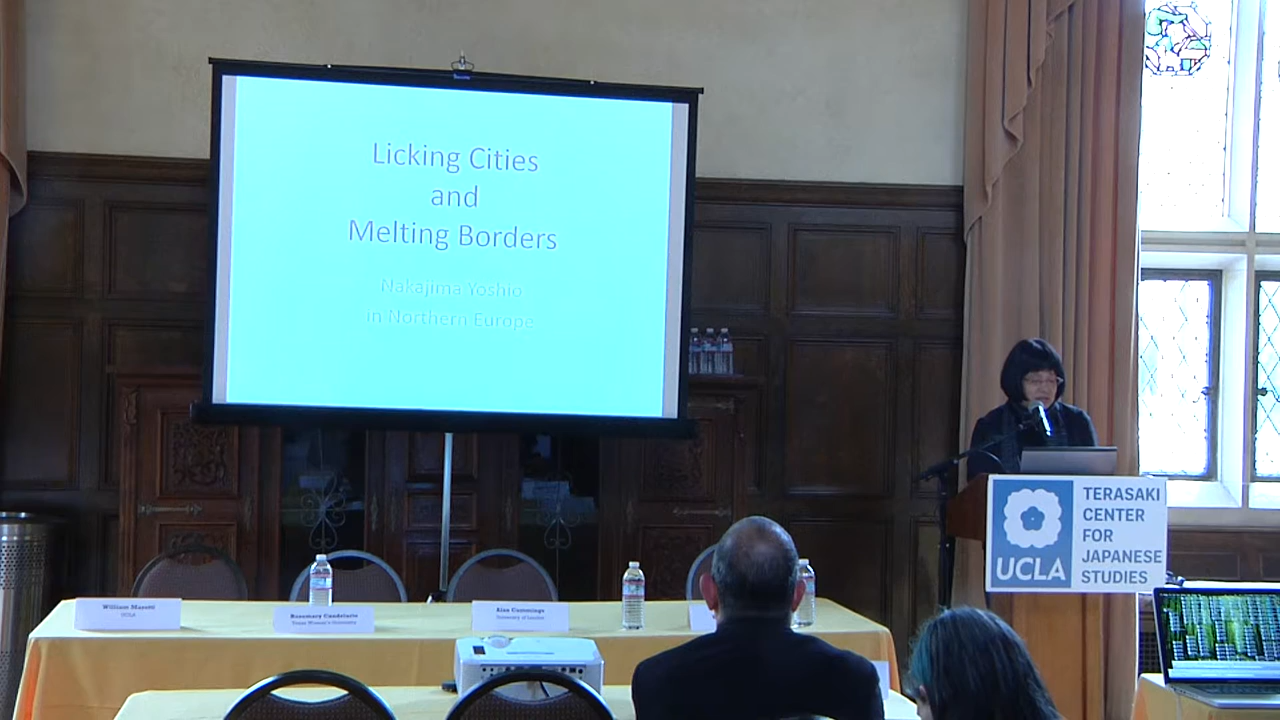 Licking Cities
and
Melting Borders
Nakajima Yoshio
in Northern Europe
TERASAKI
CENTER
FOR
JAPANESE
STUDIES
UCLA
William Marotti
UCLA
Rosemary Candelario
Texas Woman's University
Alan Cummings
University of London